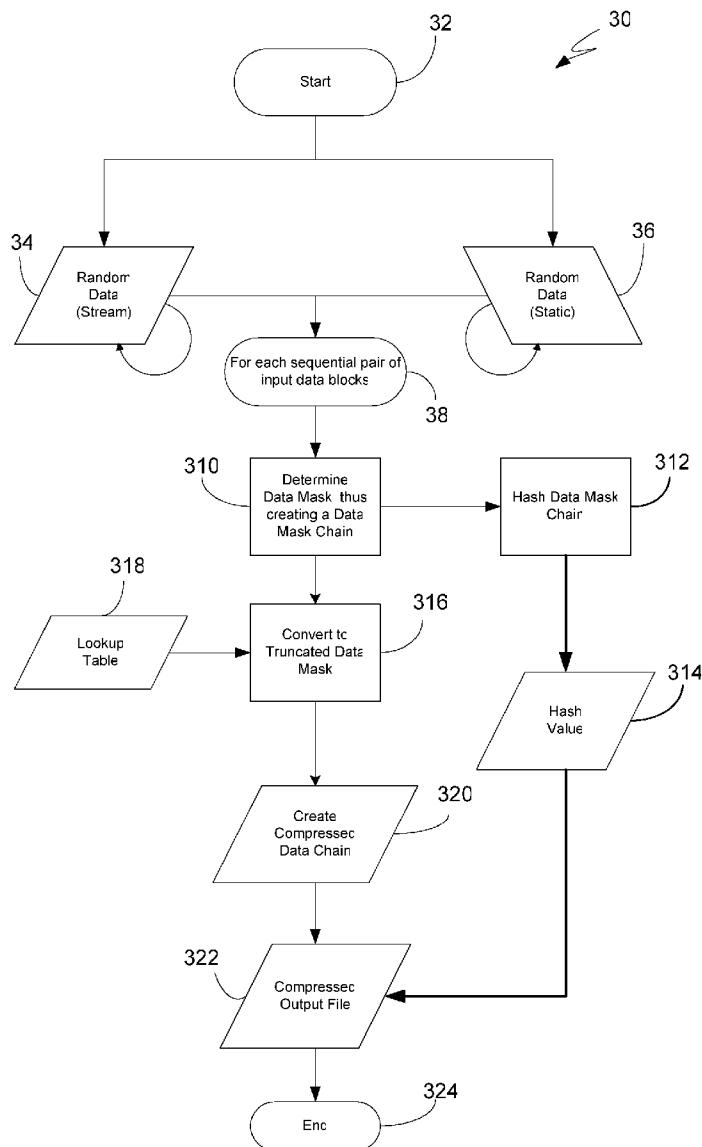 30
32
Start
34
36
Random
Data
(Stream)
Random
Data
(Static)
For each sequential pair of
input data blocks
38
310
312
Determine
Data Mask thus
creating a Data
Mask Chain
Hash Data Mask
Chain
318
316
Lookup
Table
Convert to
Truncated Data
Mask
314
Hash
Value
320
Create
Compressed
Data Chain
322
Compressed
Output File
324
End